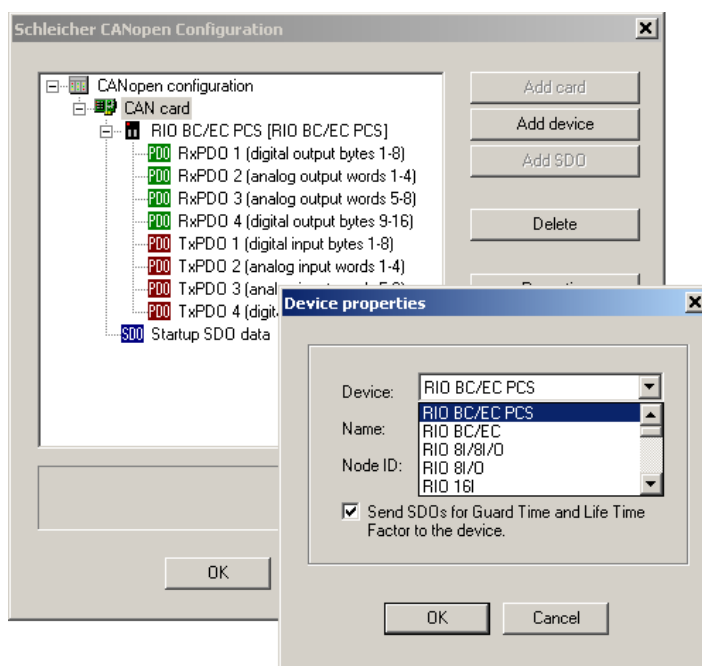 Schleicher CANopen Configuration
CANopen configuration
CAN card
RIO BC/EC PCS [RIO BC/EC PCS]
PDO RxPDO 1 (digital output bytes 1-8)
PDO RxPDO 2 (analog output words 1-4)
PDO RxPDO 3 (analog output words 5-8)
PDO RxPDO 4 (digital output bytes 9-16)
PDO TxPDO 1 (digital input bytes 1-8)
PDO TxPDO 2 (analog input words 1-4)
PDO TxPDO 3 (analog
PDO TxPDO 4 (digit
SDO Startup SDO data
Add card
Add device
Add SDO
Delete
OK
Device properties
Device: RIO BC/EC PCS
RIO BC/EC PCS
Name: RIO BC/EC
RIO 8I/8I/O
Node ID: RIO 8I/O
RIO 16I
Send SDOs for Guard Time and Life Time
Factor to the device.
OK
Cancel